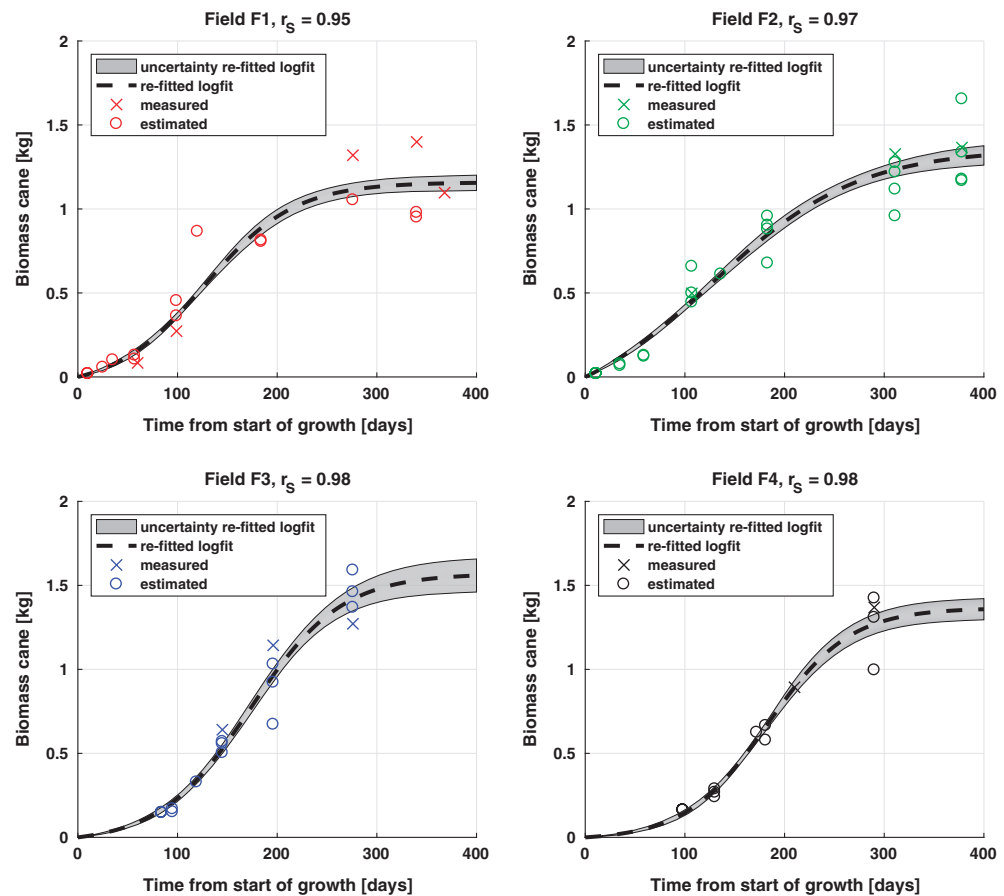 Field F1, r_S = 0.95
2
uncertainty re-fitted logfit
re-fitted logfit
measured
estimated
1.5
1
0.5
0
Biomass cane [kg]
0 100 200 300 400
Time from start of growth [days]
Field F2, r_S = 0.97
2
uncertainty re-fitted logfit
re-fitted logfit
measured
estimated
1.5
1
0.5
0
Biomass cane [kg]
0 100 200 300 400
Time from start of growth [days]
Field F3, r_S = 0.98
2
uncertainty re-fitted logfit
re-fitted logfit
measured
estimated
1.5
1
0.5
0
Biomass cane [kg]
0 100 200 300 400
Time from start of growth [days]
Field F4, r_S = 0.98
2
uncertainty re-fitted logfit
re-fitted logfit
measured
estimated
1.5
1
0.5
0
Biomass cane [kg]
0 100 200 300 400
Time from start of growth [days]